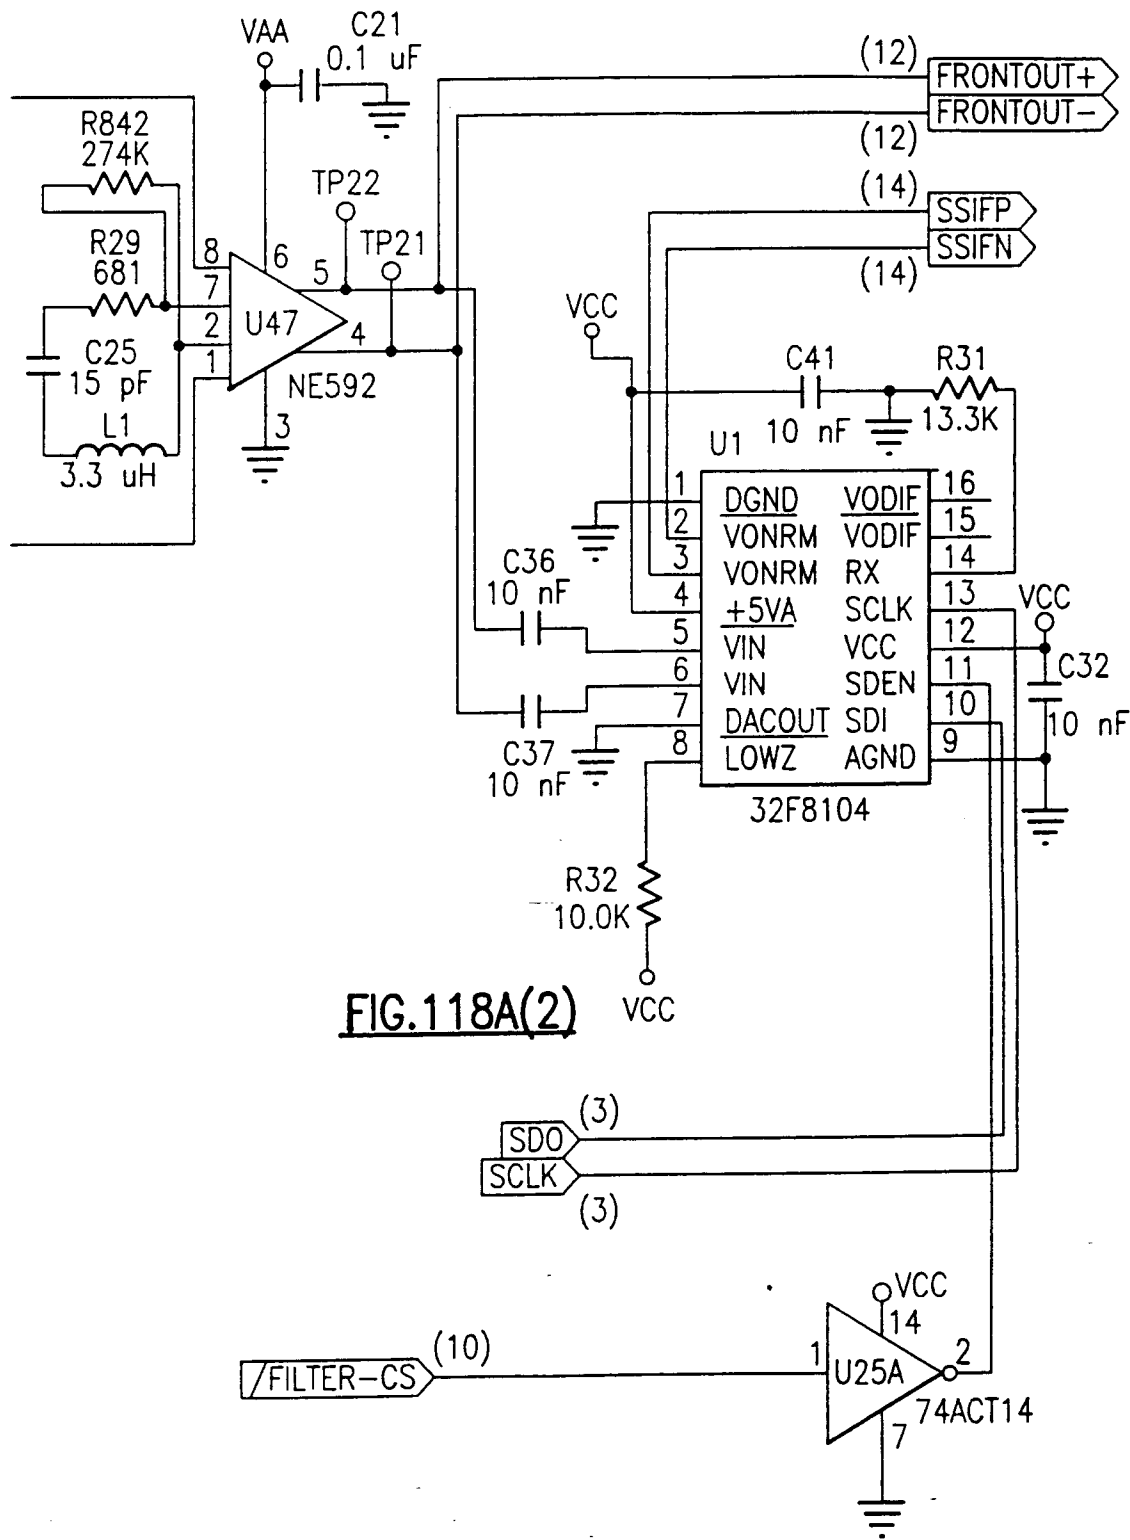 VAA
C21
0.1 uF
(12)
FRONTOUT+
FRONTOUT-
(12)
R842
274K
TP22
TP21
(14)
SSIFP
SSIFN
(14)
R29
681
8
7
2
1
6
5
4
3
U47
NE592
C25
15 pF
L1
3.3 uH
VCC
C41
10 nF
R31
13.3K
U1
1 DGND VODIF 16
2 VONRM VODIF 15
3 VONRM RX 14
4 +5VA SCLK 13
5 VIN VCC 12
6 VIN SDEN 11
7 DACOUT SDI 10
8 LOWZ AGND 9
32F8104
C36
10 nF
C37
10 nF
VCC
C32
10 nF
R32
10.0K
VCC
FIG.118A(2)
SDO
(3)
SCLK
(3)
/FILTER-CS
(10)
VCC
14
1
U25A
2
74ACT14
7